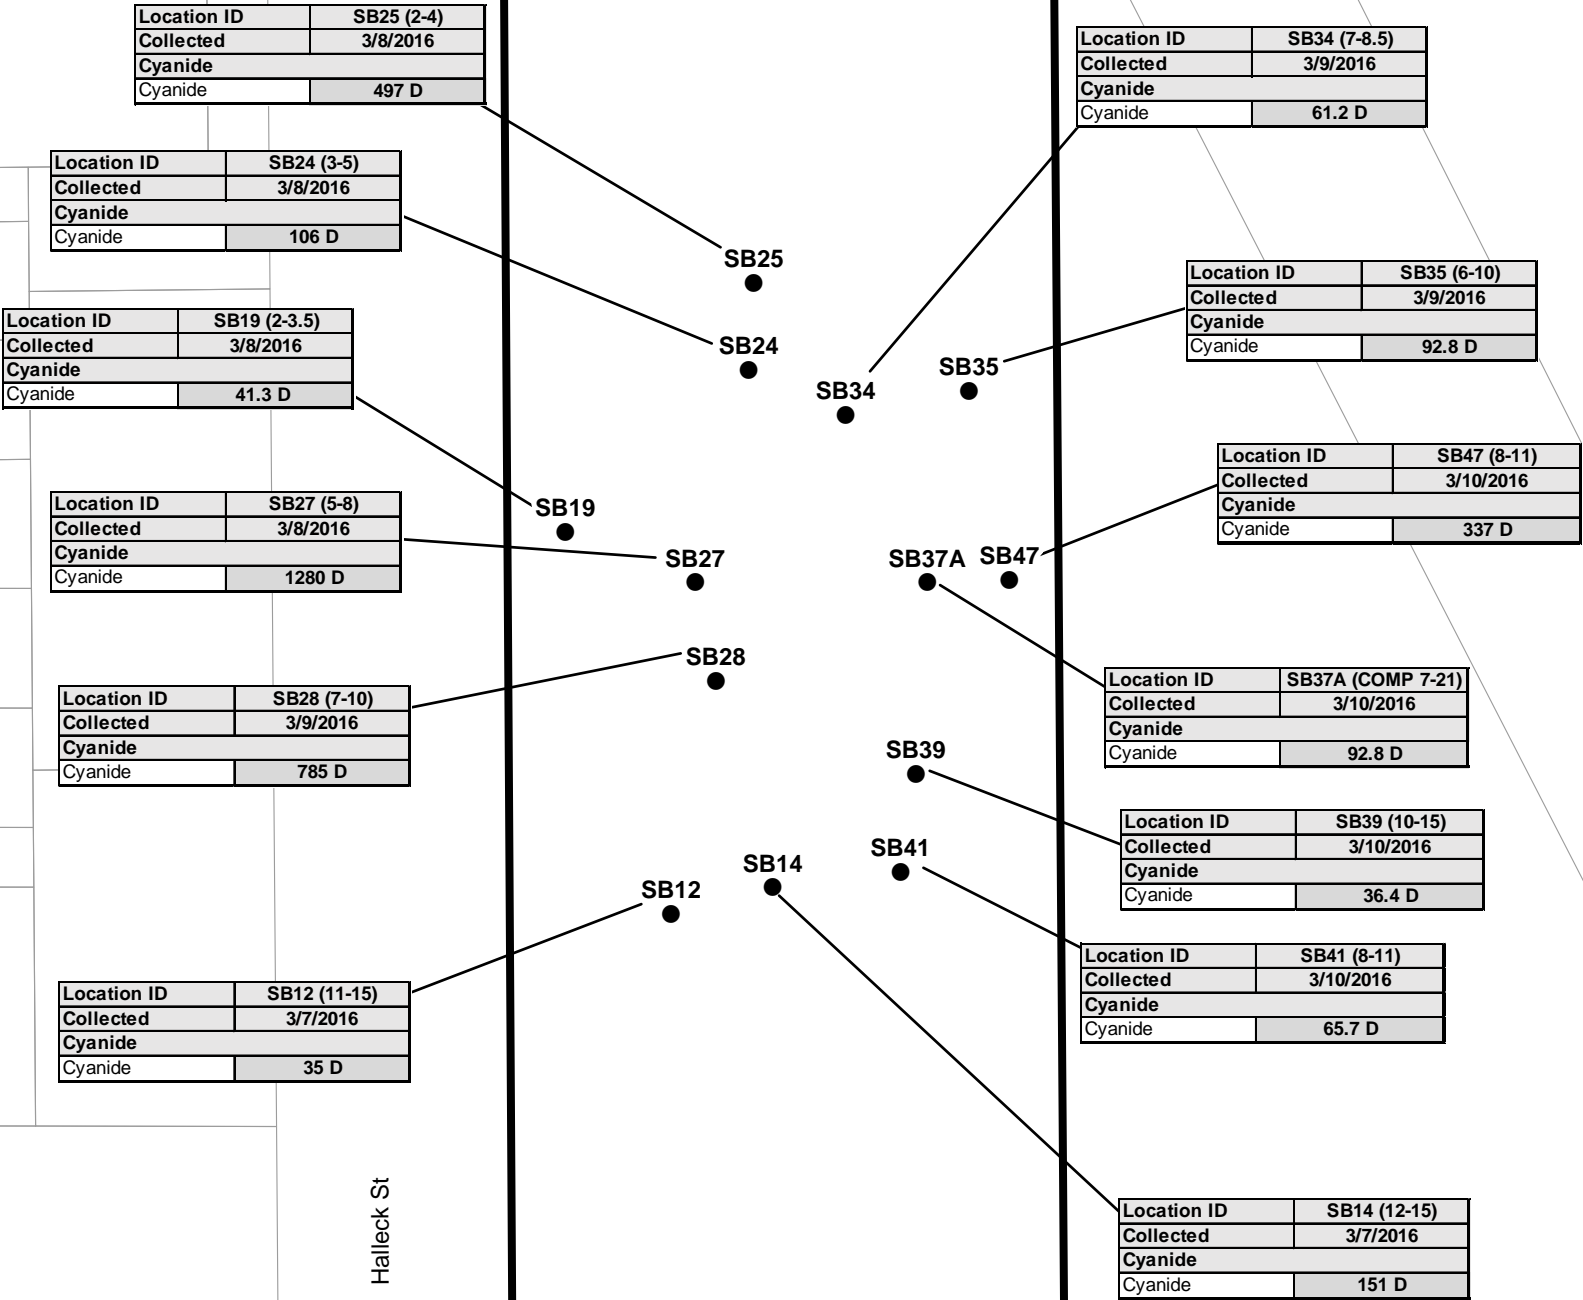 Location ID SB25 (2-4)
Collected 3/8/2016
Cyanide
Cyanide 497 D
Location ID SB34 (7-8.5)
Collected 3/9/2016
Cyanide
Cyanide 61.2 D
Location ID SB24 (3-5)
Collected 3/8/2016
Cyanide
Cyanide 106 D
SB25
Location ID SB35 (6-10)
Collected 3/9/2016
Cyanide
Cyanide 92.8 D
Location ID SB19 (2-3.5)
Collected 3/8/2016
Cyanide
Cyanide 41.3 D
SB24
SB34
SB35
Location ID SB47 (8-11)
Collected 3/10/2016
Cyanide
Cyanide 337 D
Location ID SB27 (5-8)
Collected 3/8/2016
Cyanide
Cyanide 1280 D
SB19
SB27
SB37A
SB47
SB28
Location ID SB28 (7-10)
Collected 3/9/2016
Cyanide
Cyanide 785 D
Location ID SB37A (COMP 7-21)
Collected 3/10/2016
Cyanide
Cyanide 92.8 D
SB39
Location ID SB39 (10-15)
Collected 3/10/2016
Cyanide
Cyanide 36.4 D
SB41
SB14
SB12
Location ID SB41 (8-11)
Collected 3/10/2016
Cyanide
Cyanide 65.7 D
Location ID SB12 (11-15)
Collected 3/7/2016
Cyanide
Cyanide 35 D
Halleck St
Location ID SB14 (12-15)
Collected 3/7/2016
Cyanide
Cyanide 151 D